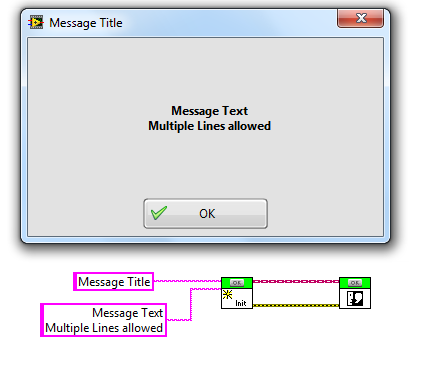 Message Title
Message Text
Multiple Lines allowed
OK
Message Title
OK
OK
Init
Message Text
Multiple Lines allowed